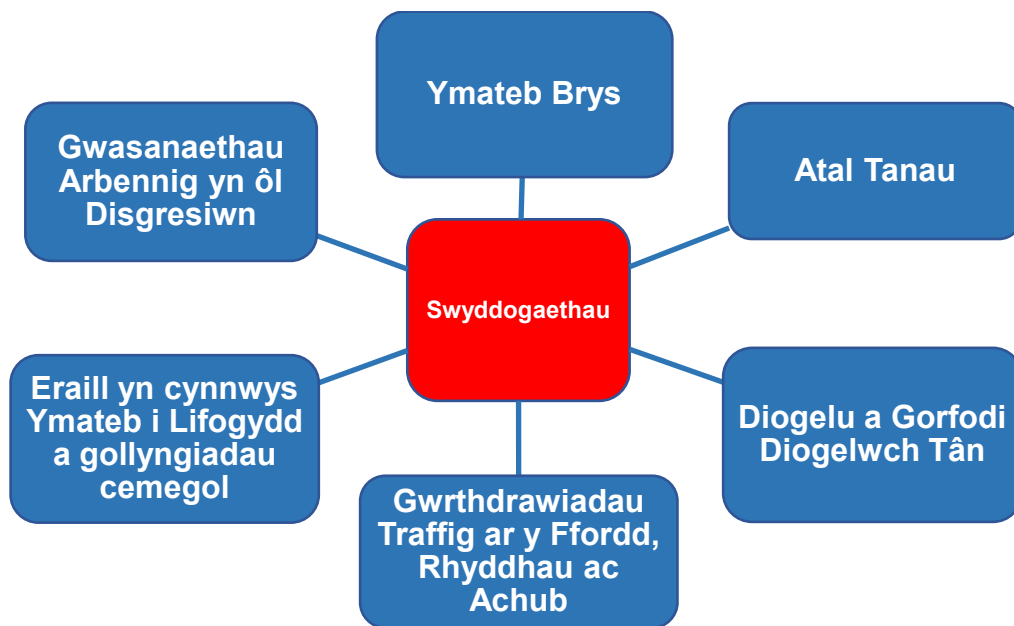 Ymateb Brys
Gwasanaethau
Arbennig yn ôl
Disgresiwn
Atal Tanau
Swyddogaethau
Eraill yn cynnwys
Ymateb i Lifogydd
a gollyngiadau
cemegol
Diogelu a Gorfodi
Diogelwch Tân
Gwrthdrawiadau
Traffig ar y Ffordd,
Rhyddhau ac
Achub